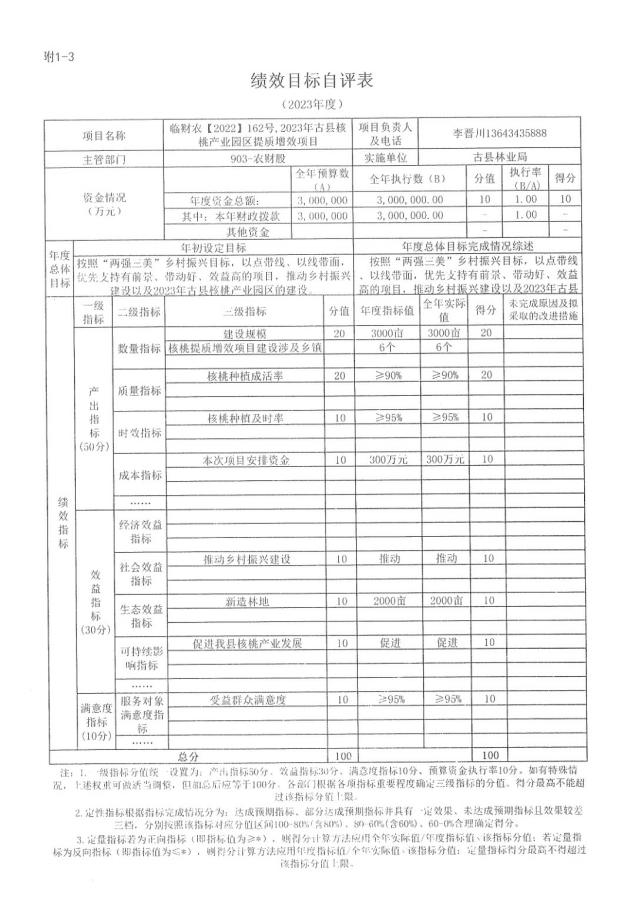 附1-3
绩效目标自评表
（2023年度）
项目名称 临财农【2022】162号,2023年古县核桃产业园区提质增效项目 项目负责人及电话 李晋川13643435888
主管部门 903-农财股 实施单位 古县林业局
资金情况（万元） 全年预算数（A） 全年执行数（B） 分值 执行率（B/A） 得分
年度资金总额: 3,000,000 3,000,000.00 10 1.00 10
其中: 本年财政拨款 3,000,000 3,000,000.00 － 1.00 －
其他资金 － －
年度总体目标 年初设定目标 年度总体目标完成情况综述
按照“两强三美”乡村振兴目标，以点带线、以线带面，优先支持有前景、带动好、效益高的项目，推动乡村振兴建设以及2023年古县核桃产业园区的建设。
按照“两强三美”乡村振兴目标，以点带线、以线带面，优先支持有前景、带动好、效益高的项目，推动乡村振兴建设以及2023年古县
绩效指标 一级指标 二级指标 三级指标 分值 年度指标值 全年实际值 得分 未完成原因及拟采取的改进措施
产出指标(50分) 数量指标 建设规模 20 3000亩 3000亩 20
核桃提质增效项目建设涉及乡镇 6个 6个
质量指标 核桃种植成活率 20 ≥90% ≥90% 20
时效指标 核桃种植及时率 10 ≥95% ≥95% 10
成本指标 本次项目安排资金 10 300万元 300万元 10
……
效益指标(30分) 经济效益指标
社会效益指标 推动乡村振兴建设 10 推动 推动 10
生态效益指标 新造林地 10 2000亩 2000亩 10
可持续影响指标 促进我县核桃产业发展 10 促进 促进 10
……
满意度指标(10分) 服务对象满意度指标 受益群众满意度 10 ≥95% ≥95% 10
……
总分 100 100
注：1. 一级指标分值统一设置为：产出指标50分、效益指标30分、满意度指标10分、预算资金执行率10分。如有特殊情
况，上述权重可做适当调整，但加总后应等于100分。各部门根据各项指标重要程度确定三级指标的分值。得分最高不能超
过该指标分值上限。
2.定性指标根据指标完成情况分为：达成预期指标、部分达成预期指标并具有一定效果、未达成预期指标且效果较差
三档，分别按照该指标对应分值区间100-80%(含80%)、80-60%(含60%)、60-0%合理确定得分。
3.定量指标若为正向指标（即指标值为≥*），则得分计算方法应用全年实际值/年度指标值×该指标分值；若定量指
标为反向指标（即指标值为≤*），则得分计算方法应用年度指标值/全年实际值×该指标分值；定量指标得分最高不得超过
该指标分值上限。